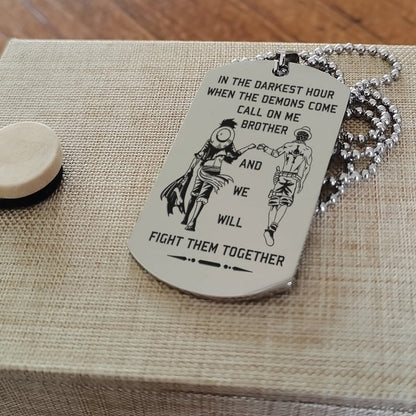 IN THE DARKEST HOUR
WHEN THE DEMONS COME
CALL ON ME
BROTHER
AND
WE
WILL
FIGHT THEM TOGETHER